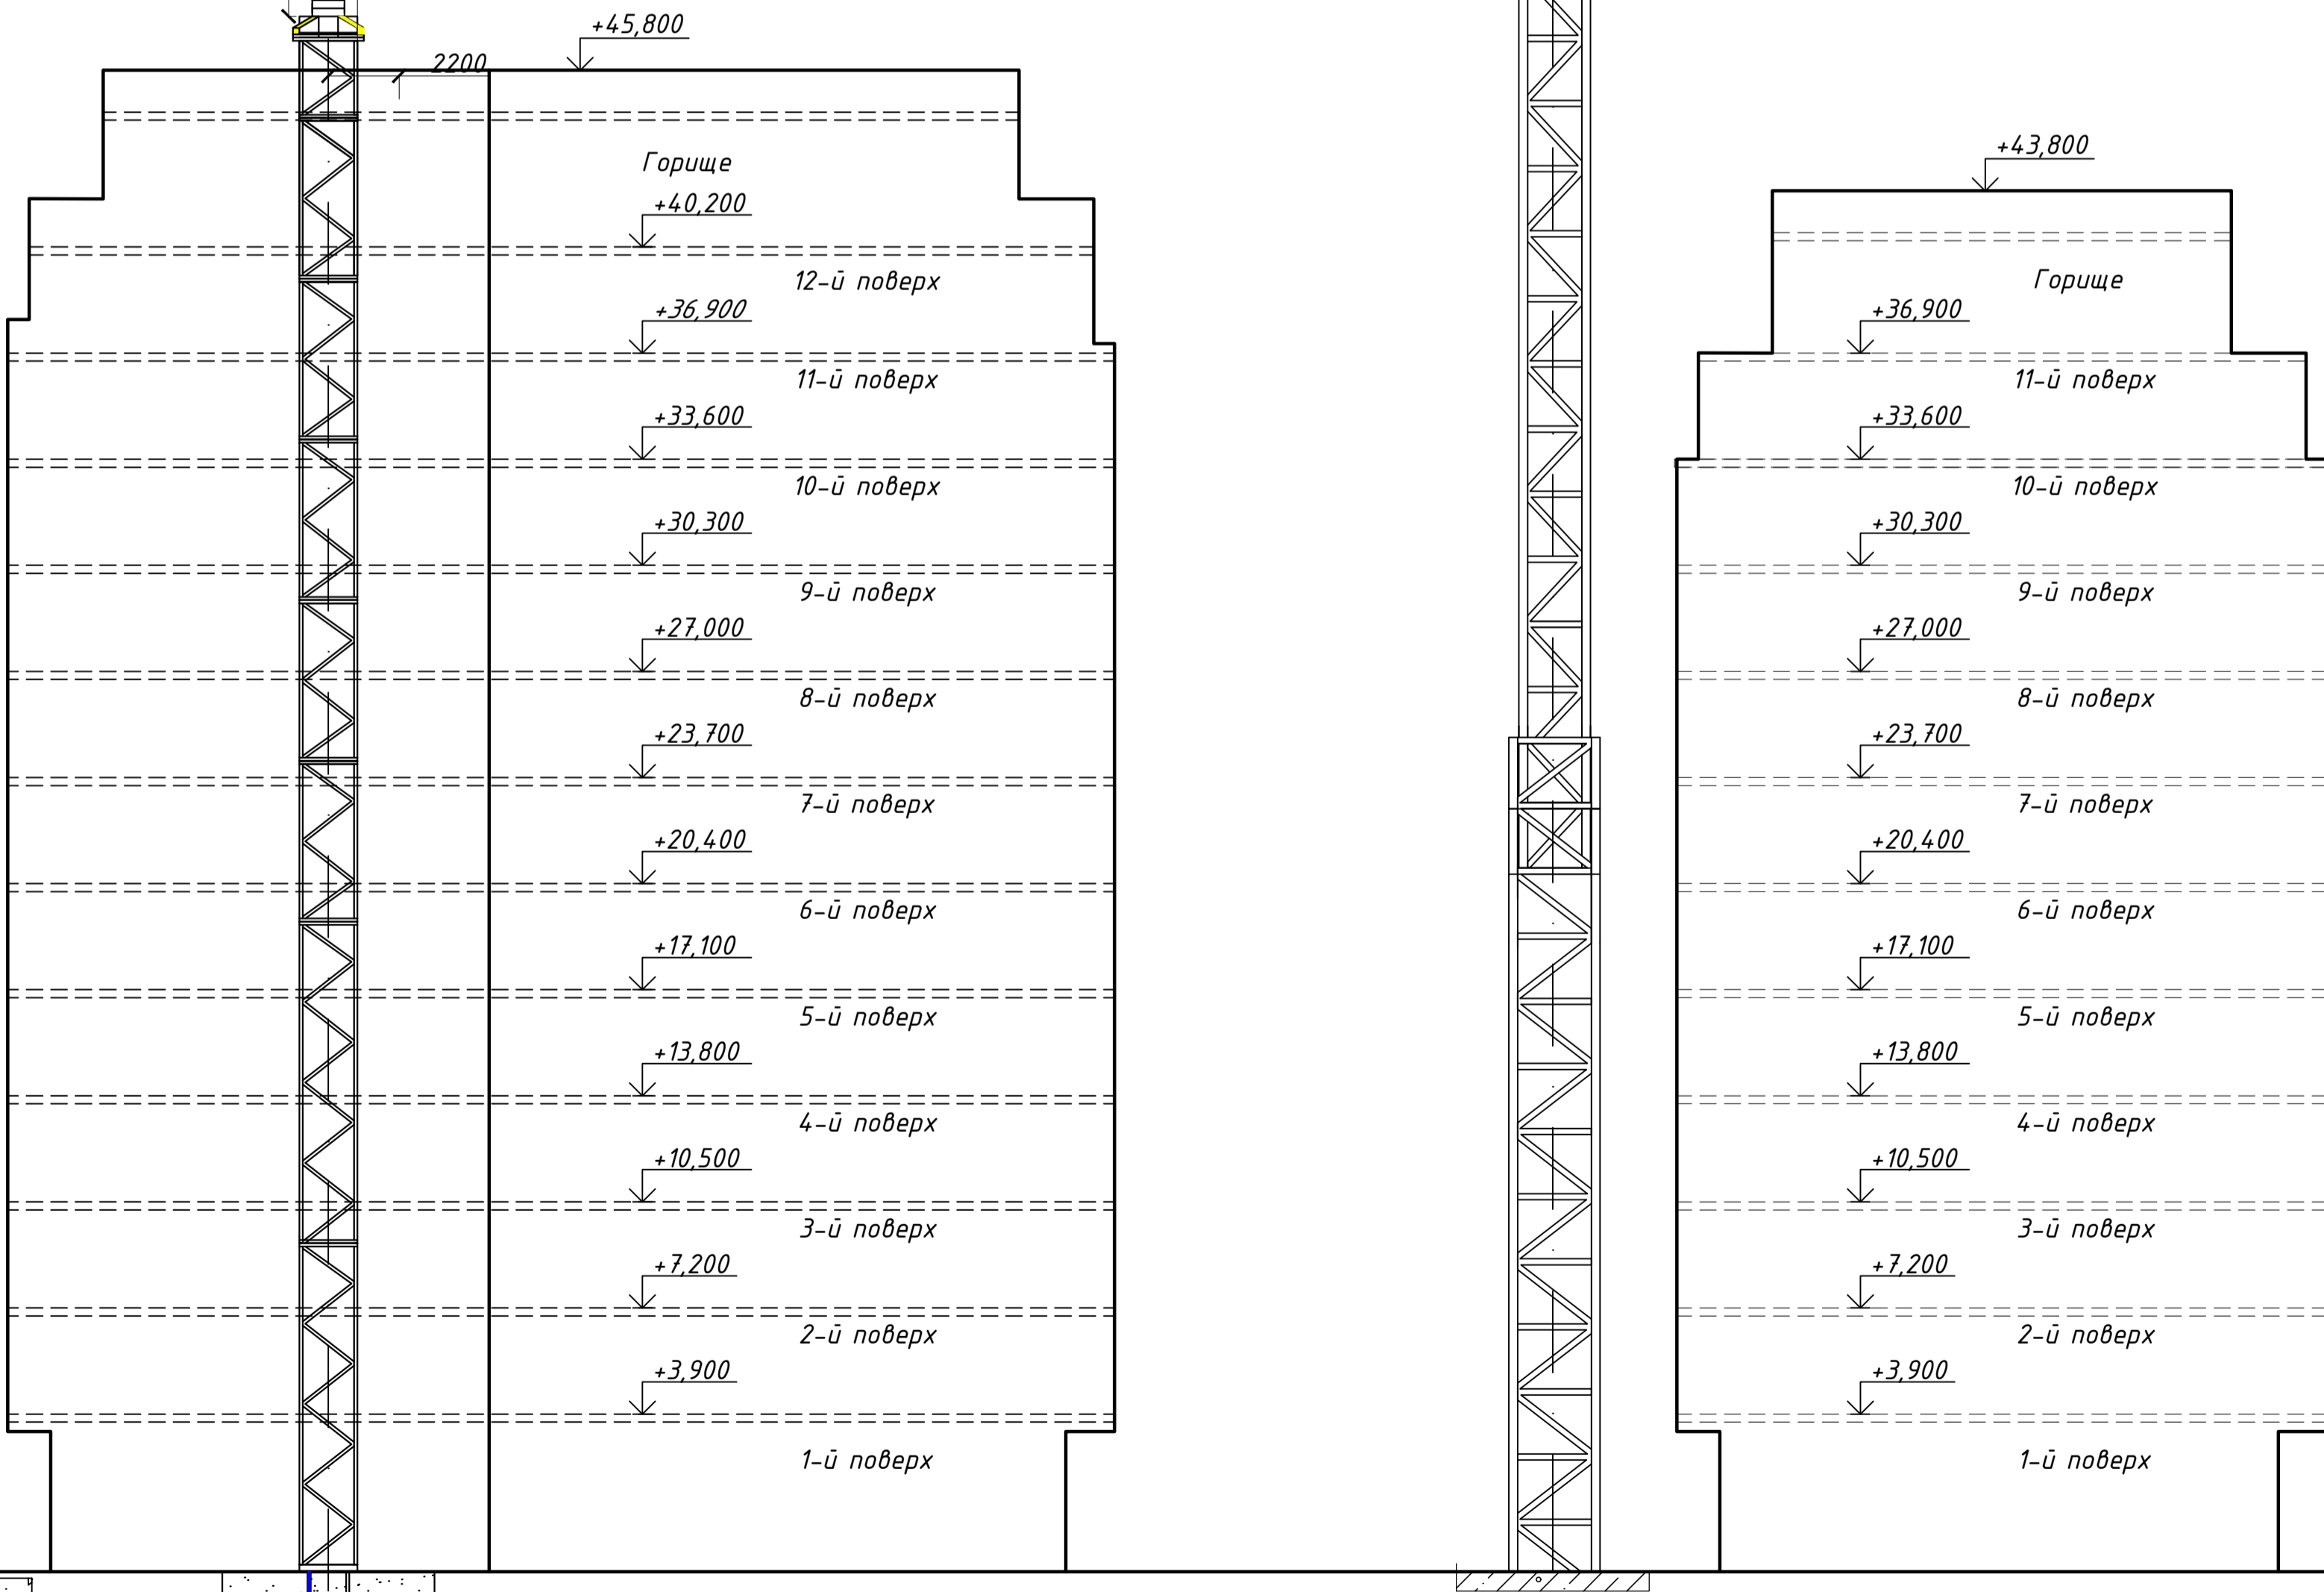 +45,800
2200
Горище
+40,200
12-й поверх
+36,900
11-й поверх
+33,600
10-й поверх
+30,300
9-й поверх
+27,000
8-й поверх
+23,700
7-й поверх
+20,400
6-й поверх
+17,100
5-й поверх
+13,800
4-й поверх
+10,500
3-й поверх
+7,200
2-й поверх
+3,900
1-й поверх
+43,800
Горище
+36,900
11-й поверх
+33,600
10-й поверх
+30,300
9-й поверх
+27,000
8-й поверх
+23,700
7-й поверх
+20,400
6-й поверх
+17,100
5-й поверх
+13,800
4-й поверх
+10,500
3-й поверх
+7,200
2-й поверх
+3,900
1-й поверх